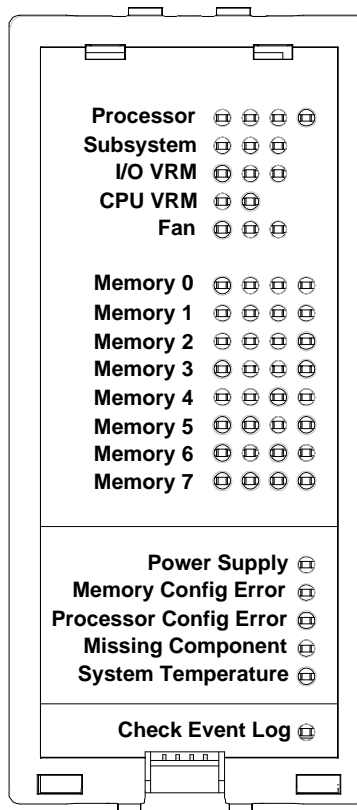 Processor
Subsystem
I/O VRM
CPU VRM
Fan
Memory 0
Memory 1
Memory 2
Memory 3
Memory 4
Memory 5
Memory 6
Memory 7
Power Supply
Memory Config Error
Processor Config Error
Missing Component
System Temperature
Check Event Log